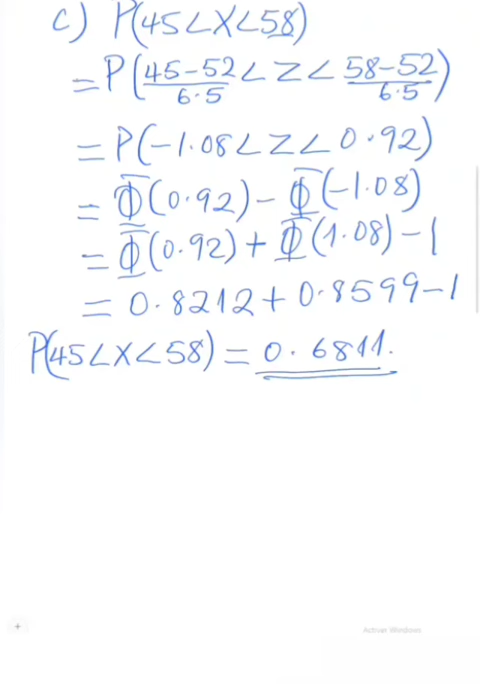 c) P(45<X<58)
=P(45-52/6.5<Z<58-52/6.5)
=P(-1.08<Z<0.92)
=Φ(0.92)-Φ(-1.08)
=Φ(0.92)+Φ(1.08)-1
=0.8212+0.8599-1
P(45<X<58)=0.6811.
+
Activar Windows